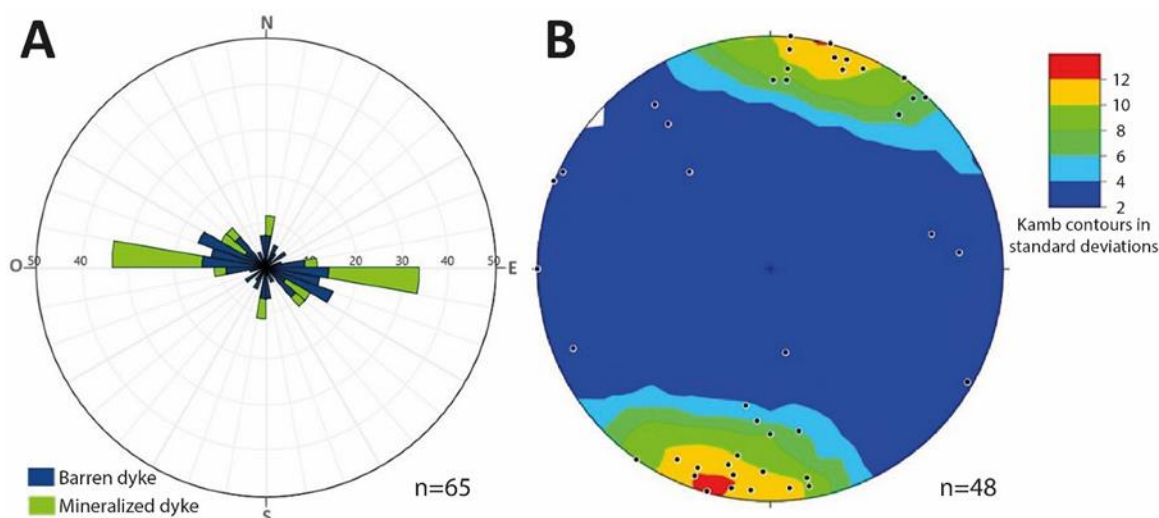 A
N
O
50
40
10
20
30
40
50
E
S
Barren dyke
Mineralized dyke
n=65
B
12
10
8
6
4
2
Kamb contours in
standard deviations
n=48